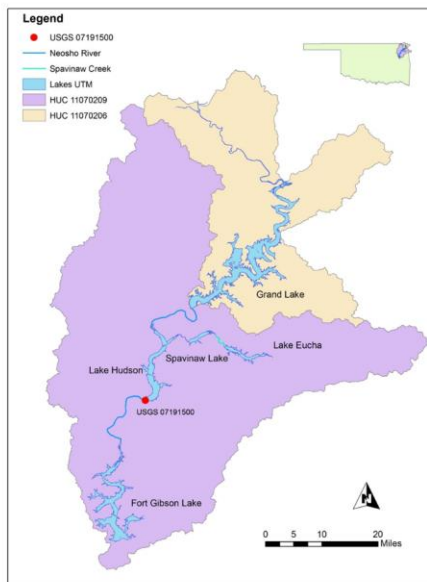 Legend
USGS 07191500
Neosho River
Spavinaw Creek
Lakes UTM
HUC 11070209
HUC 11070206
Grand Lake
Lake Eucha
Spavinaw Lake
Lake Hudson
USGS 07191500
Fort Gibson Lake
N
0 5 10 20
Miles